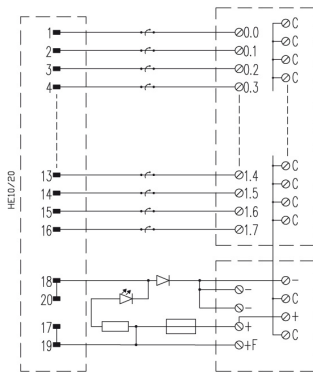 C
1 0.0
C
2 0.1
C
3 0.2
C
4 0.3
HE10/20
C
13 1.4
C
14 1.5
C
15 1.6
C
16 1.7
18 -
-
20 C
- +
17 +
C
19 +F